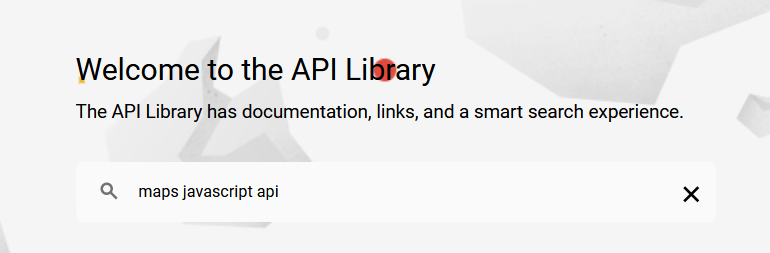 Welcome to the API Library
The API Library has documentation, links, and a smart search experience.
maps javascript api